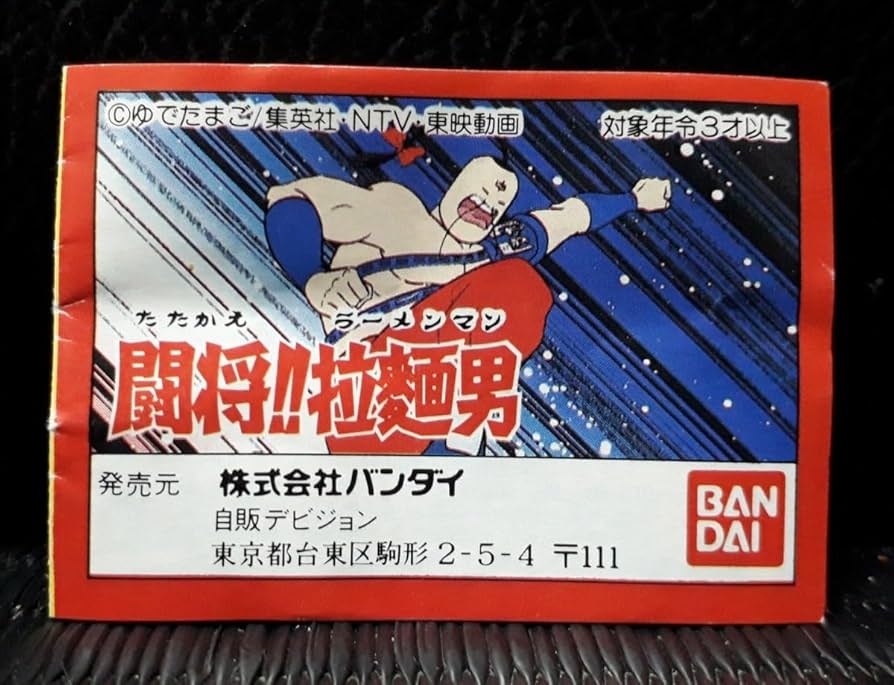 ©ゆでたまご/集英社・NTV・東映動画
対象年令3才以上
たたかえ ラーメンマン
闘将!!拉麵男
発売元 株式会社バンダイ
自販デビジョン
東京都台東区駒形2-5-4 〒111
BAN
DAI